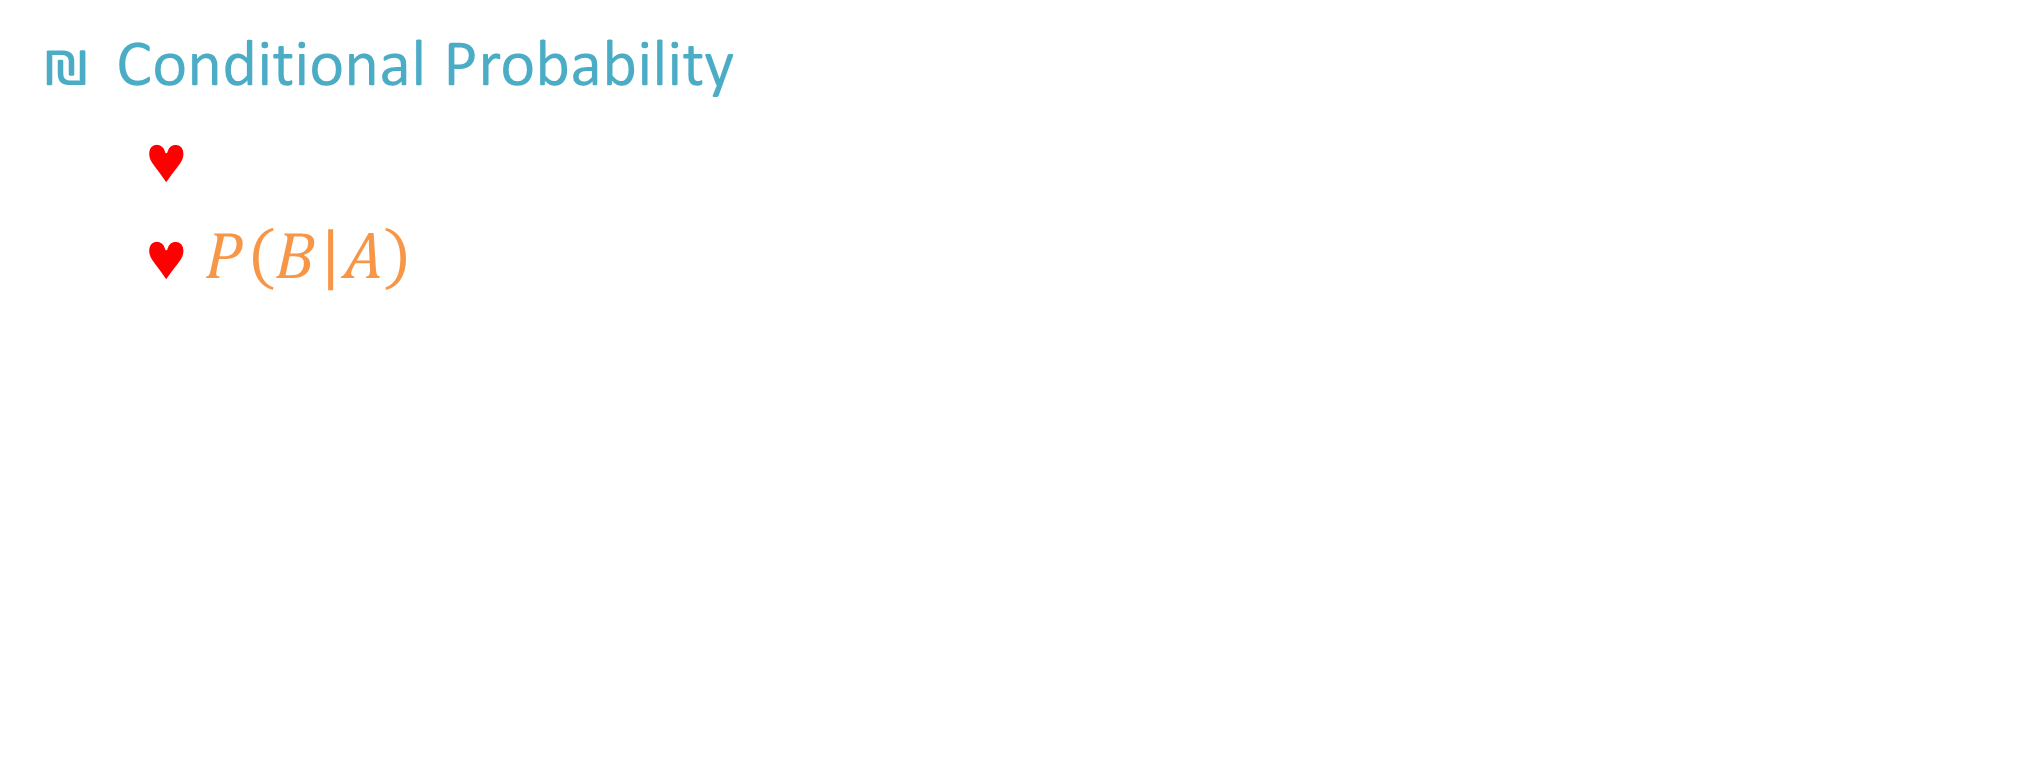 ₪ Conditional Probability
♥
♥ P(B|A)